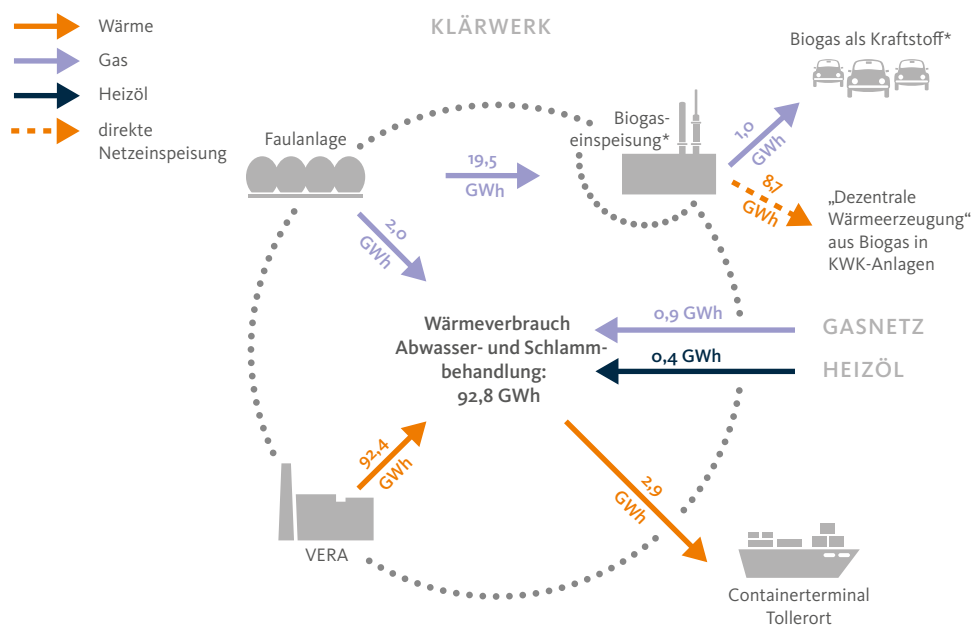 Wärme
Gas
Heizöl
direkte
Netzeinspeisung
KLÄRWERK
Biogas als Kraftstoff*
Faulanlage
Biogas-
einspeisung*
19,5
GWh
1,0
GWh
8,7
GWh
„Dezentrale
Wärmeerzeugung“
aus Biogas in
KWK-Anlagen
2,0
GWh
Wärmeverbrauch
Abwasser- und Schlamm-
behandlung:
92,8 GWh
0,9 GWh
GASNETZ
0,4 GWh
HEIZÖL
92,4
GWh
VERA
2,9
GWh
Containerterminal
Tollerort